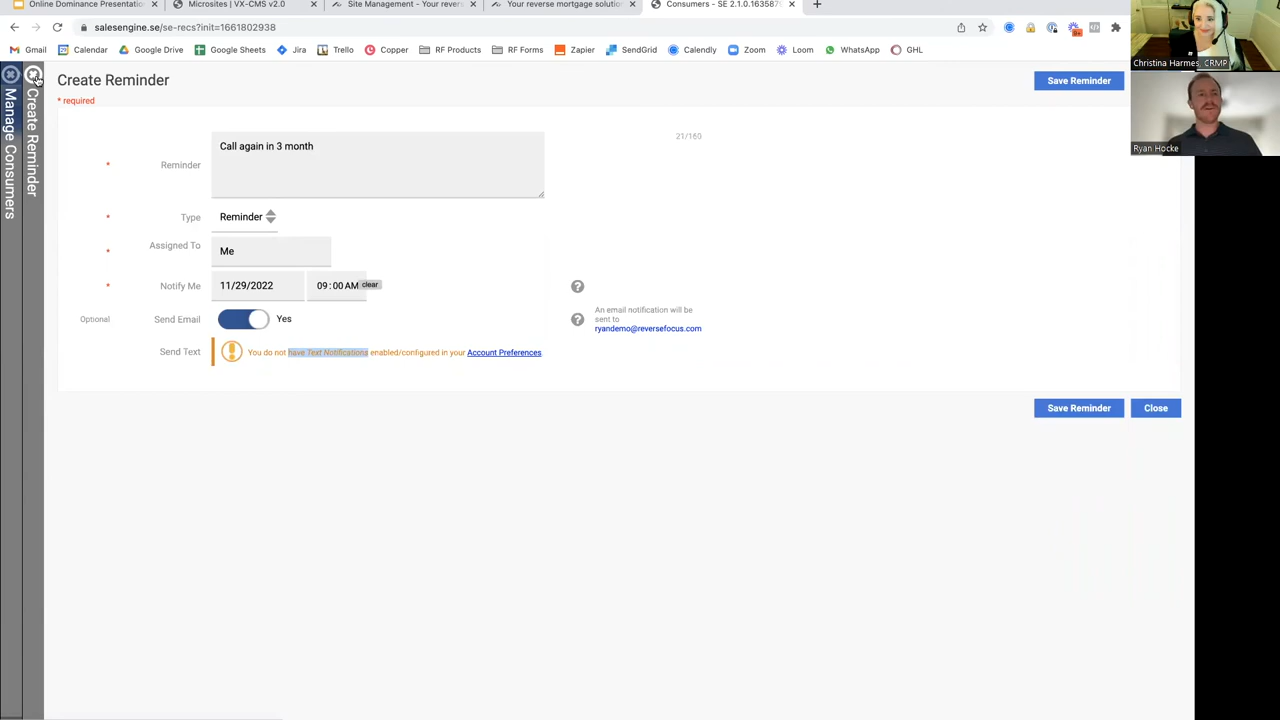 Online Dominance Presentatio
Microsites | VX-CMS v2.0
Site Management - Your revers
Your reverse mortgage solution
Consumers - SE 2.1.0.163587
salesengine.se/se-recs?init=1661802938
Gmail
Calendar
Google Drive
Google Sheets
Jira
Trello
Copper
RF Products
RF Forms
Zapier
SendGrid
Calendly
Zoom
Loom
WhatsApp
GHL
Christina Harmes, CRMP
Ryan Hocke
Manage Consumers
Create Reminder
Create Reminder
Save Reminder
* required
* Reminder
Call again in 3 month
21/160
* Type
Reminder
* Assigned To
Me
* Notify Me
11/29/2022
09:00 AM
clear
?
Optional
Send Email
Yes
?
An email notification will be
sent to
ryandemo@reversefocus.com
Send Text
You do not have Text Notifications enabled/configured in your Account Preferences.
Save Reminder
Close